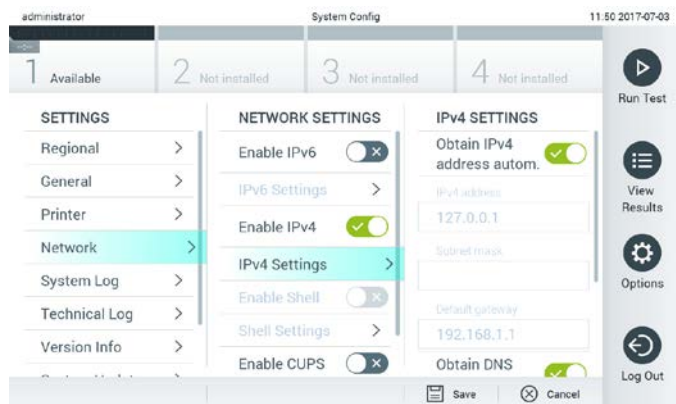 administrator System Config 11:50 2017-07-03
1 Available 2 Not installed 3 Not installed 4 Not installed
Run Test
SETTINGS
Regional
General
Printer
Network
System Log
Technical Log
Version Info
NETWORK SETTINGS
Enable IPv6
IPv6 Settings
Enable IPv4
IPv4 Settings
Enable Shell
Shell Settings
Enable CUPS
IPv4 SETTINGS
Obtain IPv4
address autom.
IPv4 address
127.0.0.1
Subnet mask
Default gateway
192.168.1.1
Obtain DNS
View
Results
Options
Log Out
Save Cancel